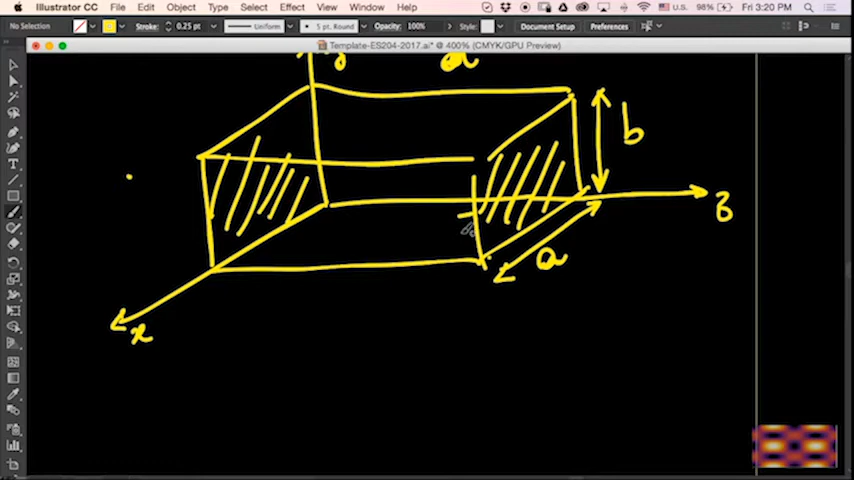 Illustrator CC File Edit Object Type Select Effect View Window Help U.S. 98% Fri 3:20 PM
No Selection Stroke: 0.25 pt Uniform 5 pt. Round Opacity: 100% Style: Document Setup Preferences
Template-ES204-2017.ai* @ 400% (CMYK/GPU Preview)
y d
b
z
a
x